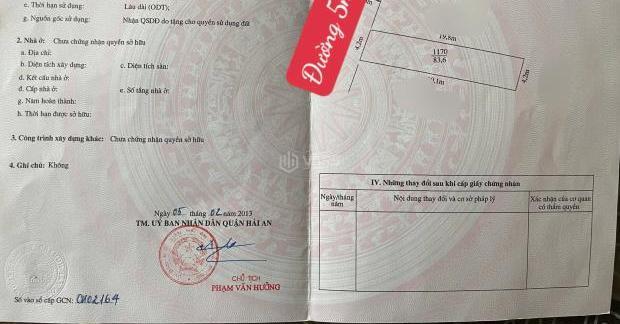 e. Thời hạn sử dụng: Lâu dài (ODT);
g. Nguồn gốc sử dụng: Nhận QSDĐ do tặng cho quyền sử dụng đất
2. Nhà ở: Chưa chứng nhận quyền sở hữu
a. Địa chỉ:
b. Diện tích xây dựng: c. Diện tích sàn:
d. Kết cấu nhà ở:
đ. Cấp nhà ở: e. Số tầng nhà ở:
g. Năm hoàn thành:
h. Thời hạn được sở hữu:
3. Công trình xây dựng khác: Chưa chứng nhận quyền sở hữu
4. Ghi chú: Không
Ngày 05 tháng 02 năm 2013
TM. UỶ BAN NHÂN DÂN QUẬN HẢI AN
CHỦ TỊCH
PHẠM VĂN HƯỞNG
Số vào sổ cấp GCN: CH02164
Đường 5m
4,2m
19,8m
1170
83,6
4,2m
IV. Những thay đổi sau khi cấp giấy chứng nhận
Ngày/tháng năm
Nội dung thay đổi và cơ sở pháp lý
Xác nhận của cơ quan
có thẩm quyền